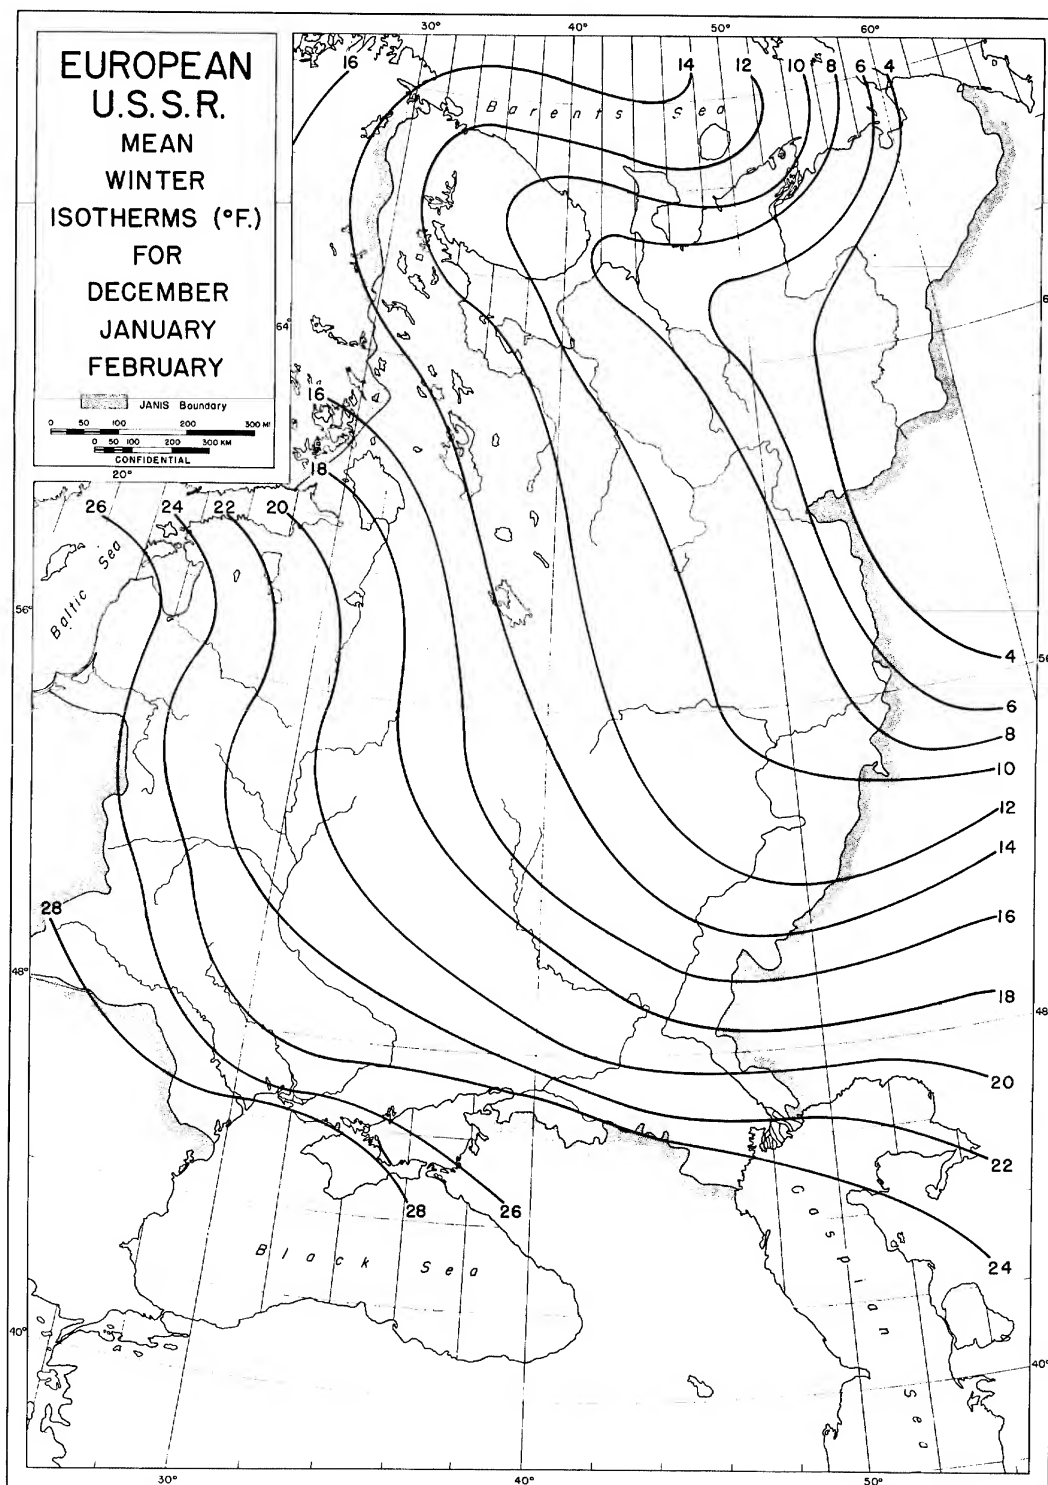 EUROPEAN
U.S.S.R.
MEAN
WINTER
ISOTHERMS (°F.)
FOR
DECEMBER
JANUARY
FEBRUARY
JANIS Boundary
0 50 100 200 300 MI
0 50 100 200 300 KM
CONFIDENTIAL
30° 40° 50° 60°
16 14 12 10 8 6 4
Barents Sea
64°
16
18
20°
26 24 22 20
Baltic Sea
56°
4
6
8
10
12
14
28
16
48°
18
48
20
22
28 26
Black Sea
Caspian Sea
24
40°
40°
30° 40° 50°